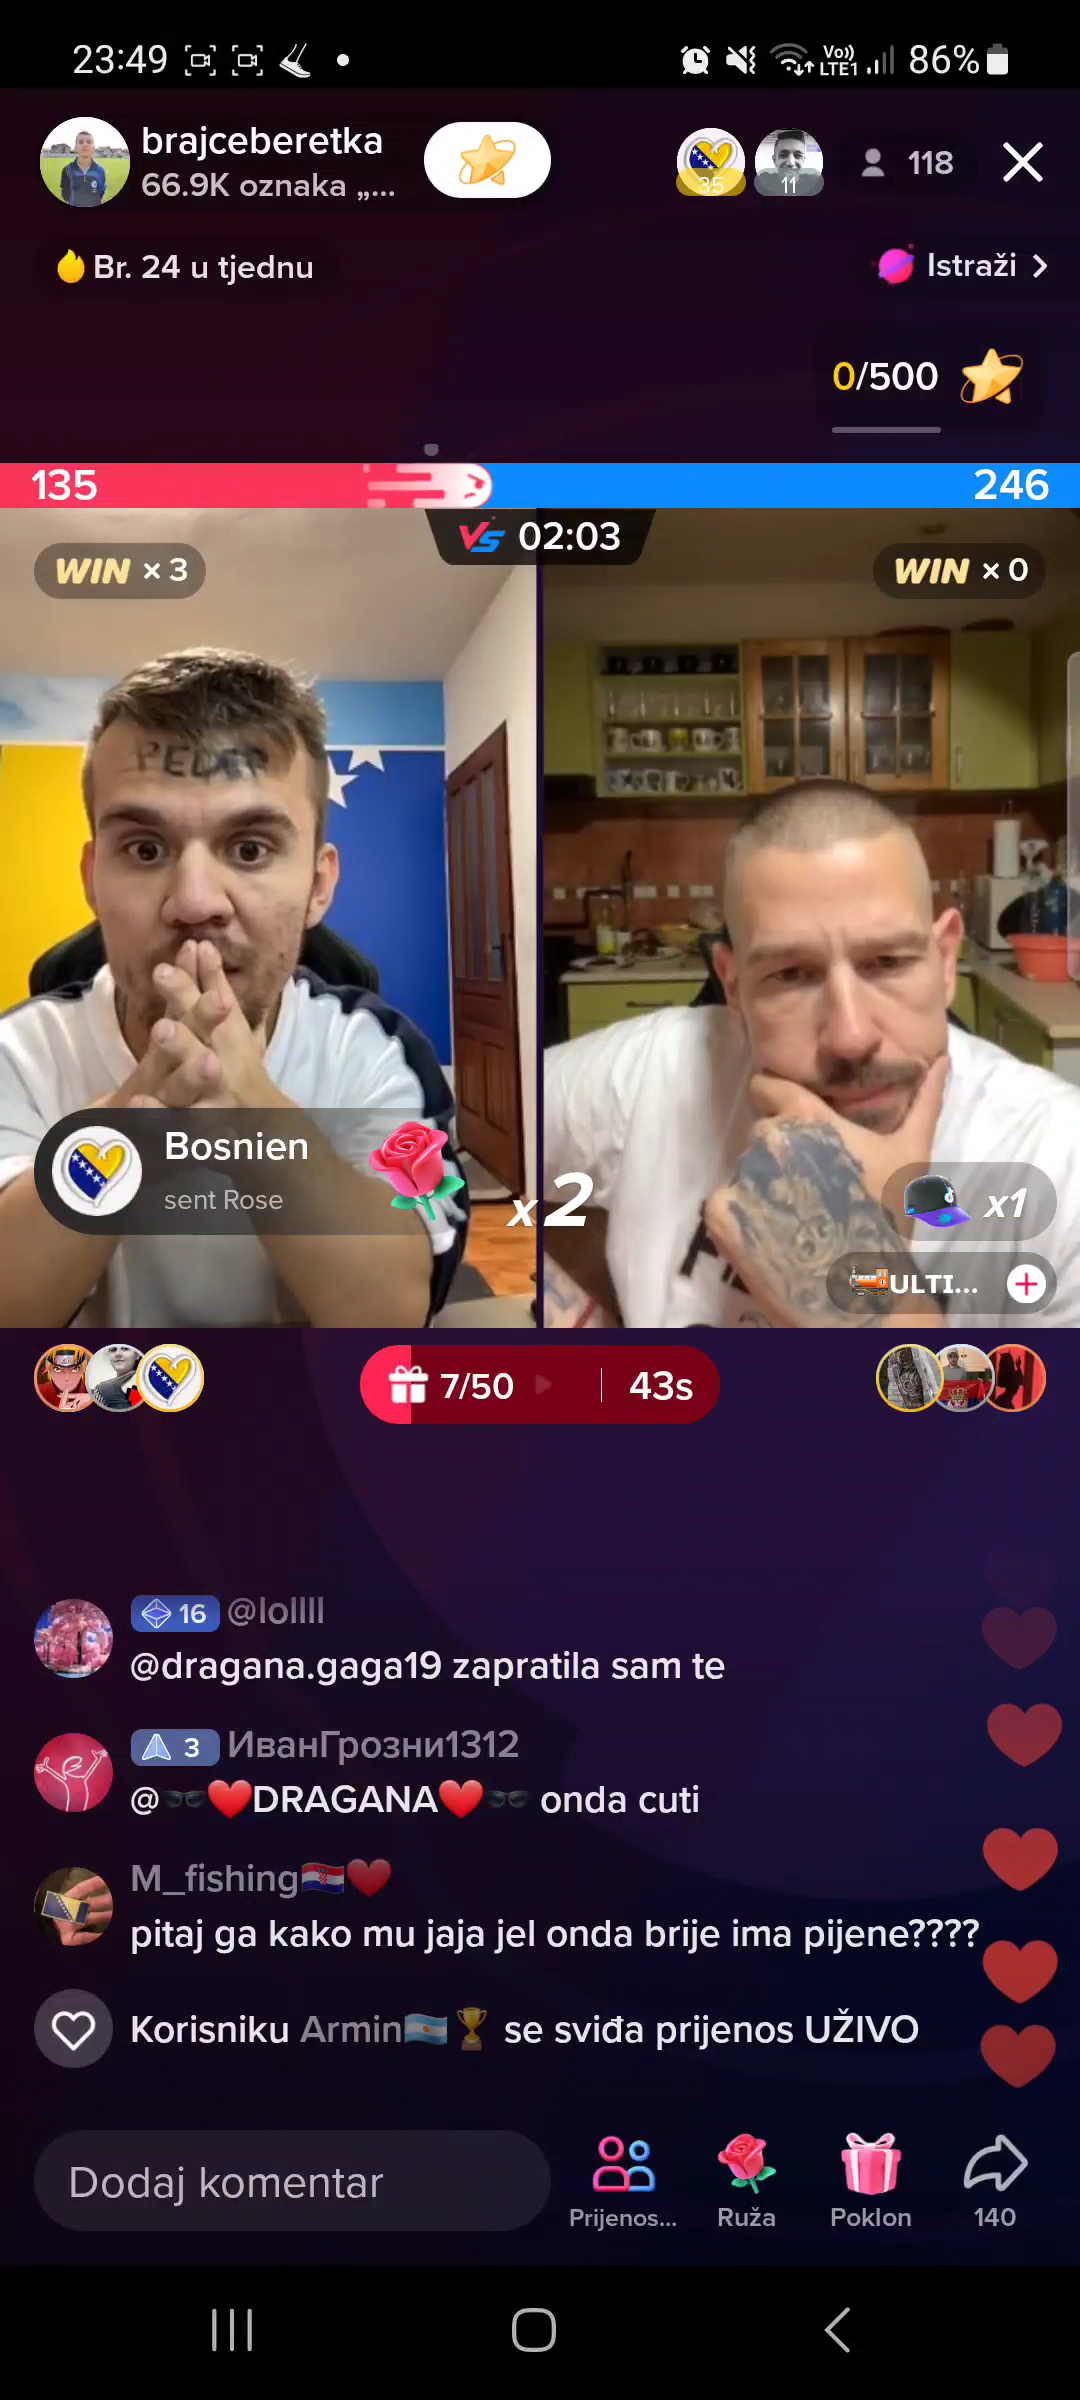 23:49 Vo)) LTE1 86%
brajceberetka
66.9K oznaka „...
35 11 118
Br. 24 u tjednu
Istraži
0/500
135 246
VS 02:03
WIN × 3
WIN × 0
PEDER
Bosnien
sent Rose
x2
x1
ULTI...
7/50 43s
16 @lollll
@dragana.gaga19 zapratila sam te
3 ИванГрозни1312
@🕶️❤️DRAGANA❤️🕶️ onda cuti
M_fishing🇭🇷❤️
pitaj ga kako mu jaja jel onda brije ima pijene????
Korisniku Armin🇦🇷🏆 se sviđa prijenos UŽIVO
Dodaj komentar
Prijenos... Ruža Poklon 140